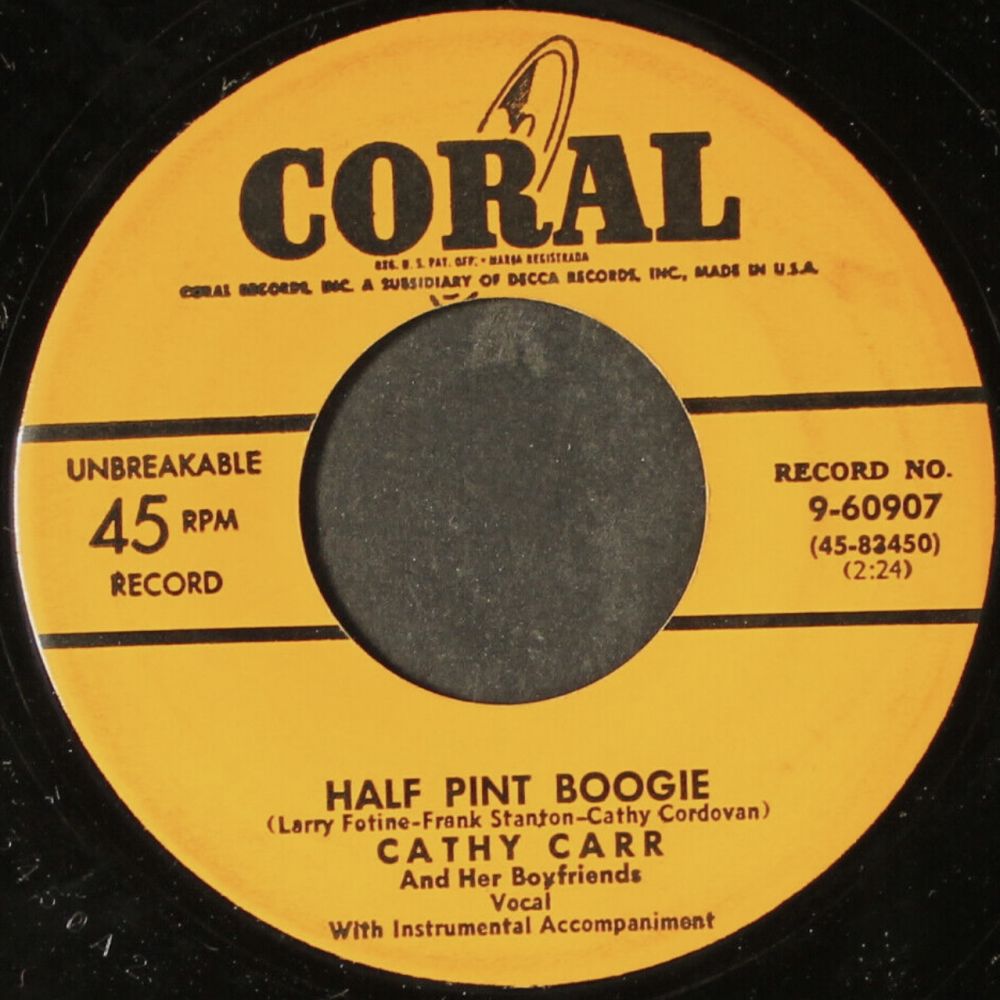 CORAL
REG. U. S. PAT. OFF. - MARCA REGISTRADA
CORAL RECORDS, INC. A SUBSIDIARY OF DECCA RECORDS, INC., MADE IN U.S.A.
UNBREAKABLE
45 RPM
RECORD
RECORD NO.
9-60907
(45-83450)
(2:24)
HALF PINT BOOGIE
(Larry Fotine-Frank Stanton-Cathy Cordovan)
CATHY CARR
And Her Boyfriends
Vocal
With Instrumental Accompaniment